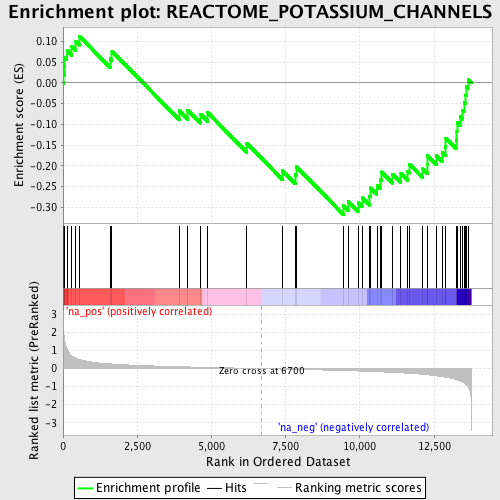 Enrichment plot: REACTOME_POTASSIUM_CHANNELS
Enrichment score (ES)
0.10
0.05
0.00
-0.05
-0.10
-0.15
-0.20
-0.25
-0.30
Ranked list metric (PreRanked)
'na_pos' (positively correlated)
3
2
1
0
-1
-2
-3
Zero cross at 6700
'na_neg' (negatively correlated)
0
2,500
5,000
7,500
10,000
12,500
Rank in Ordered Dataset
Enrichment profile
Hits
Ranking metric scores